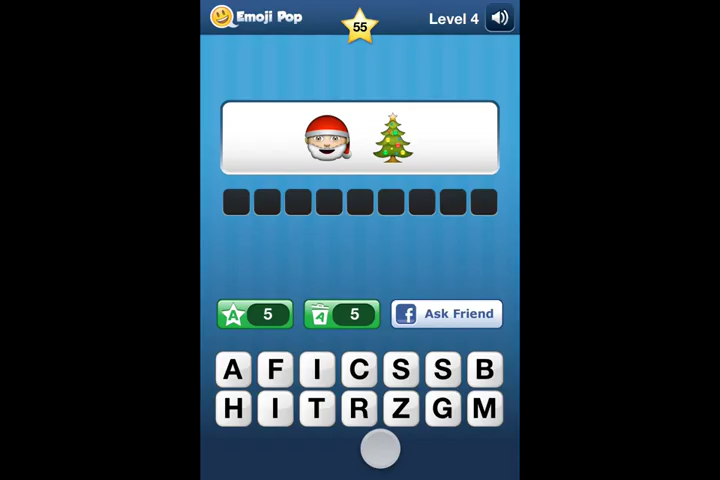 Emoji Pop
55
Level 4
A 5
A 5
f Ask Friend
A F I C S S B
H I T R Z G M